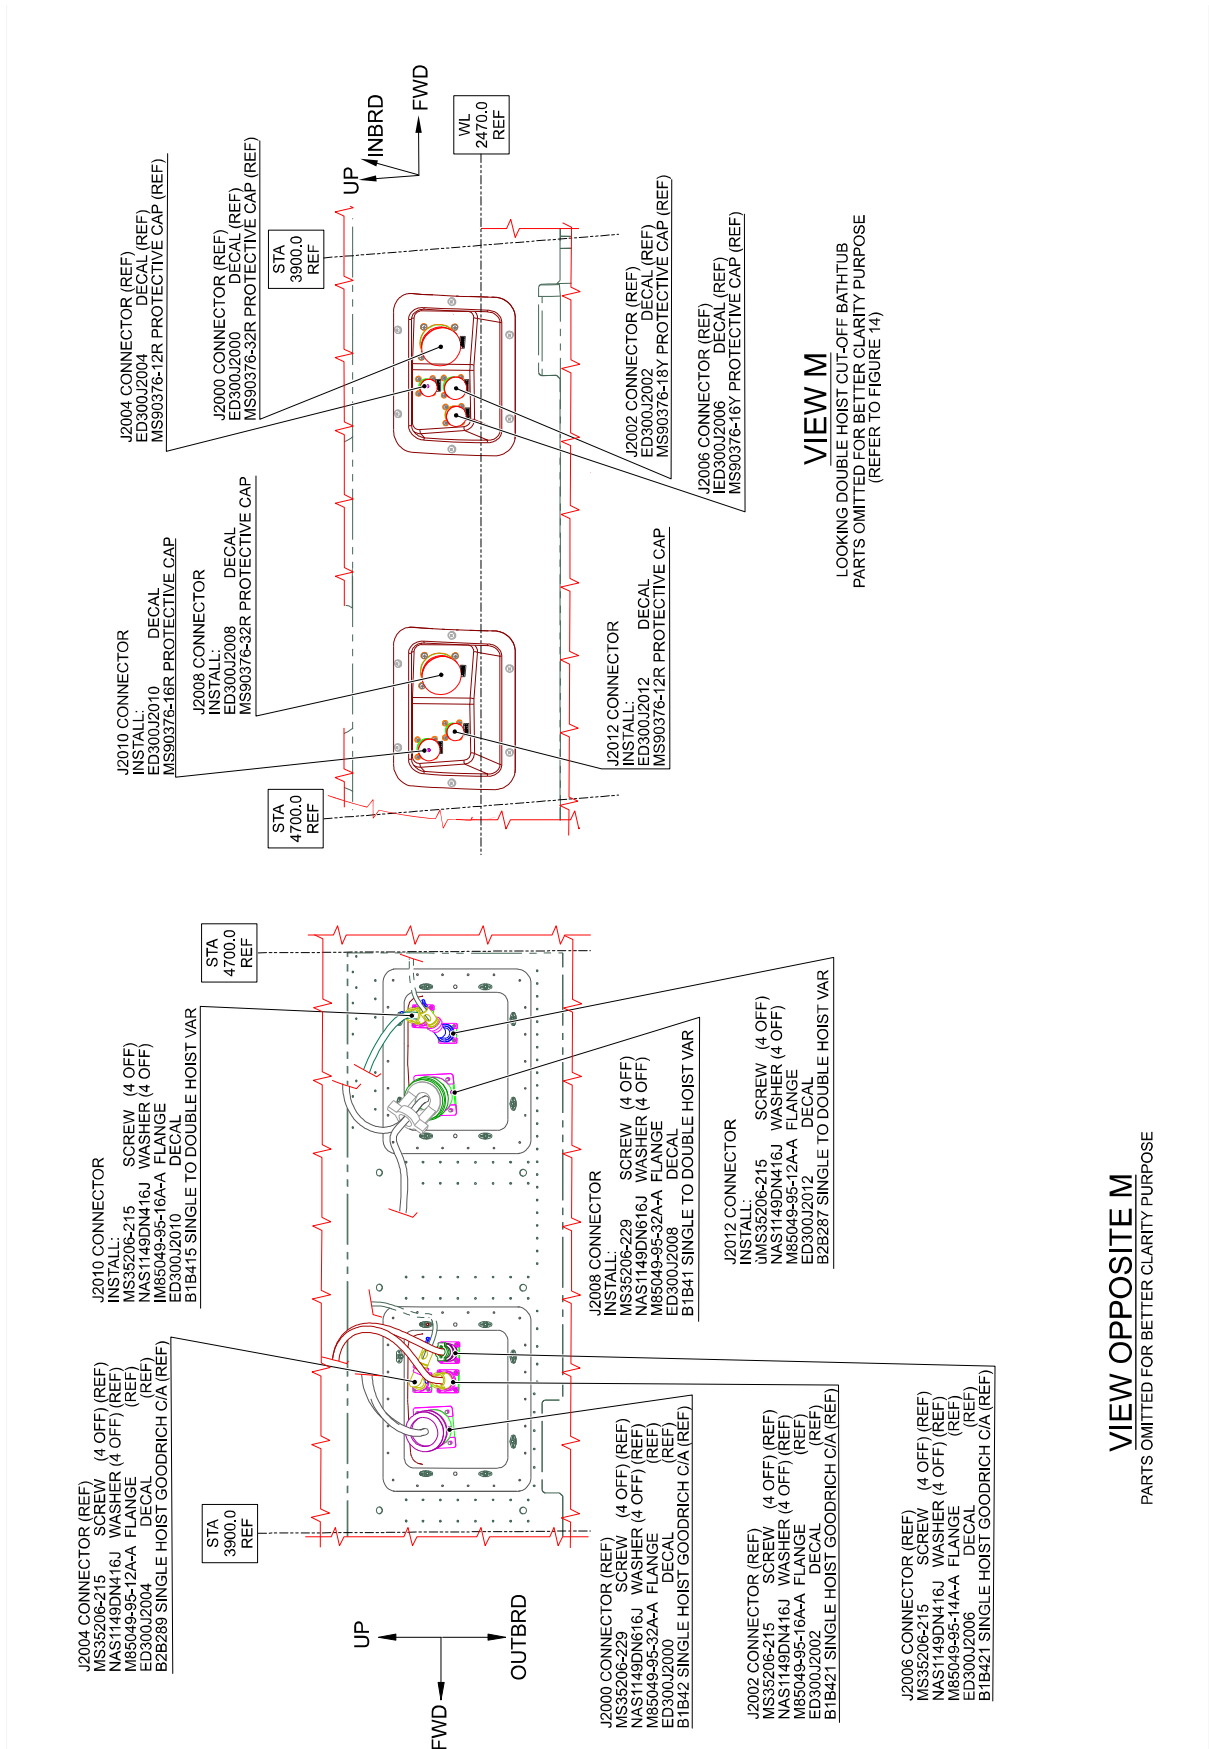 J2004 CONNECTOR (REF)
MS35206-215 SCREW (4 OFF) (REF)
NAS1149DN416J WASHER (4 OFF) (REF)
M85049-95-12A-A FLANGE (REF)
ED300J2004 DECAL (REF)
B2B289 SINGLE HOIST GOODRICH C/A (REF)
J2010 CONNECTOR
INSTALL:
MS35206-215 SCREW (4 OFF)
NAS1149DN416J WASHER (4 OFF)
IM85049-95-16A-A FLANGE
ED300J2010 DECAL
B1B415 SINGLE TO DOUBLE HOIST VAR
STA
3900.0
REF
STA
4700.0
REF
UP
FWD
OUTBRD
J2000 CONNECTOR (REF)
MS35206-229 SCREW (4 OFF) (REF)
NAS1149DN616J WASHER (4 OFF) (REF)
M85049-95-32A-A FLANGE (REF)
ED300J2000 DECAL (REF)
B1B42 SINGLE HOIST GOODRICH C/A (REF)
J2008 CONNECTOR
INSTALL:
MS35206-229 SCREW (4 OFF)
NAS1149DN616J WASHER (4 OFF)
M85049-95-32A-A FLANGE
ED300J2008 DECAL
B1B41 SINGLE TO DOUBLE HOIST VAR
J2012 CONNECTOR
INSTALL:
üMS35206-215 SCREW (4 OFF)
NAS1149DN416J WASHER (4 OFF)
M85049-95-12A-A FLANGE
ED300J2012 DECAL
B2B287 SINGLE TO DOUBLE HOIST VAR
J2002 CONNECTOR (REF)
MS35206-215 SCREW (4 OFF) (REF)
NAS1149DN416J WASHER (4 OFF) (REF)
M85049-95-16A-A FLANGE (REF)
ED300J2002 DECAL (REF)
B1B421 SINGLE HOIST GOODRICH C/A (REF)
J2006 CONNECTOR (REF)
MS35206-215 SCREW (4 OFF) (REF)
NAS1149DN416J WASHER (4 OFF) (REF)
M85049-95-14A-A FLANGE (REF)
ED300J2006 DECAL (REF)
B1B421 SINGLE HOIST GOODRICH C/A (REF)
VIEW OPPOSITE M
PARTS OMITTED FOR BETTER CLARITY PURPOSE
J2010 CONNECTOR
INSTALL:
ED300J2010 DECAL
MS90376-16R PROTECTIVE CAP
J2008 CONNECTOR
INSTALL:
ED300J2008 DECAL
MS90376-32R PROTECTIVE CAP
J2004 CONNECTOR (REF)
ED300J2004 DECAL (REF)
MS90376-12R PROTECTIVE CAP (REF)
J2000 CONNECTOR (REF)
ED300J2000 DECAL (REF)
MS90376-32R PROTECTIVE CAP (REF)
STA
4700.0
REF
STA
3900.0
REF
UP
INBRD
FWD
WL
2470.0
REF
J2012 CONNECTOR
INSTALL:
ED300J2012 DECAL
MS90376-12R PROTECTIVE CAP
J2002 CONNECTOR (REF)
ED300J2002 DECAL (REF)
MS90376-18Y PROTECTIVE CAP (REF)
J2006 CONNECTOR (REF)
IED300J2006 DECAL (REF)
MS90376-16Y PROTECTIVE CAP (REF)
VIEW M
LOOKING DOUBLE HOIST CUT-OFF BATHTUB
PARTS OMITTED FOR BETTER CLARITY PURPOSE
(REFER TO FIGURE 14)